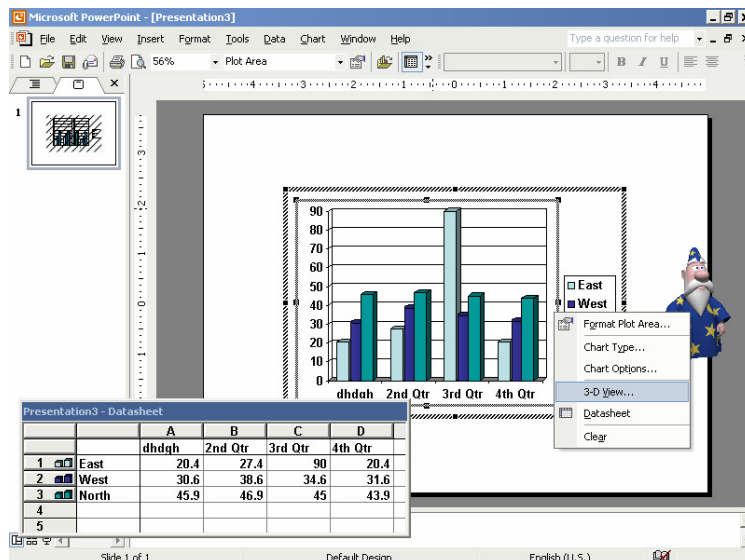 Microsoft PowerPoint - [Presentation3]
File Edit View Insert Format Tools Data Chart Window Help Type a question for help
56% Plot Area B I U
1
90
80
70
60
50
40
30
20
10
0
dhdqh 2nd Qtr 3rd Qtr 4th Qtr
East
West
Format Plot Area...
Chart Type...
Chart Options...
3-D View...
Datasheet
Clear
Presentation3 - Datasheet
A B C D
dhdqh 2nd Qtr 3rd Qtr 4th Qtr
1 East 20.4 27.4 90 20.4
2 West 30.6 38.6 34.6 31.6
3 North 45.9 46.9 45 43.9
4
5
Slide 1 of 1 Default Design English (U.S.)